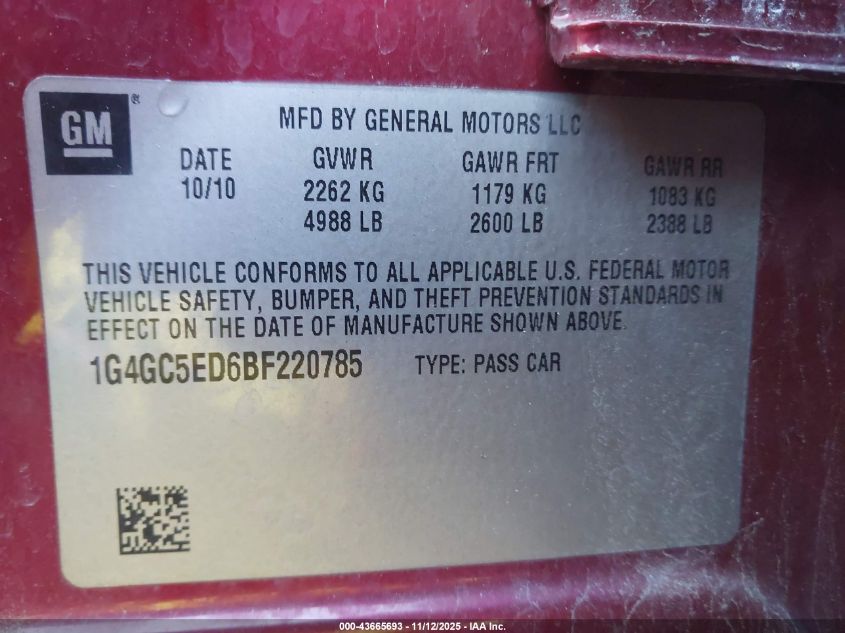 GM®
MFD BY GENERAL MOTORS LLC
DATE GVWR GAWR FRT GAWR RR
10/10 2262 KG 1179 KG 1083 KG
4988 LB 2600 LB 2388 LB
THIS VEHICLE CONFORMS TO ALL APPLICABLE U.S. FEDERAL MOTOR
VEHICLE SAFETY, BUMPER, AND THEFT PREVENTION STANDARDS IN
EFFECT ON THE DATE OF MANUFACTURE SHOWN ABOVE.
1G4GC5ED6BF220785 TYPE: PASS CAR
000-43665693 - 11/12/2025 - IAA Inc.